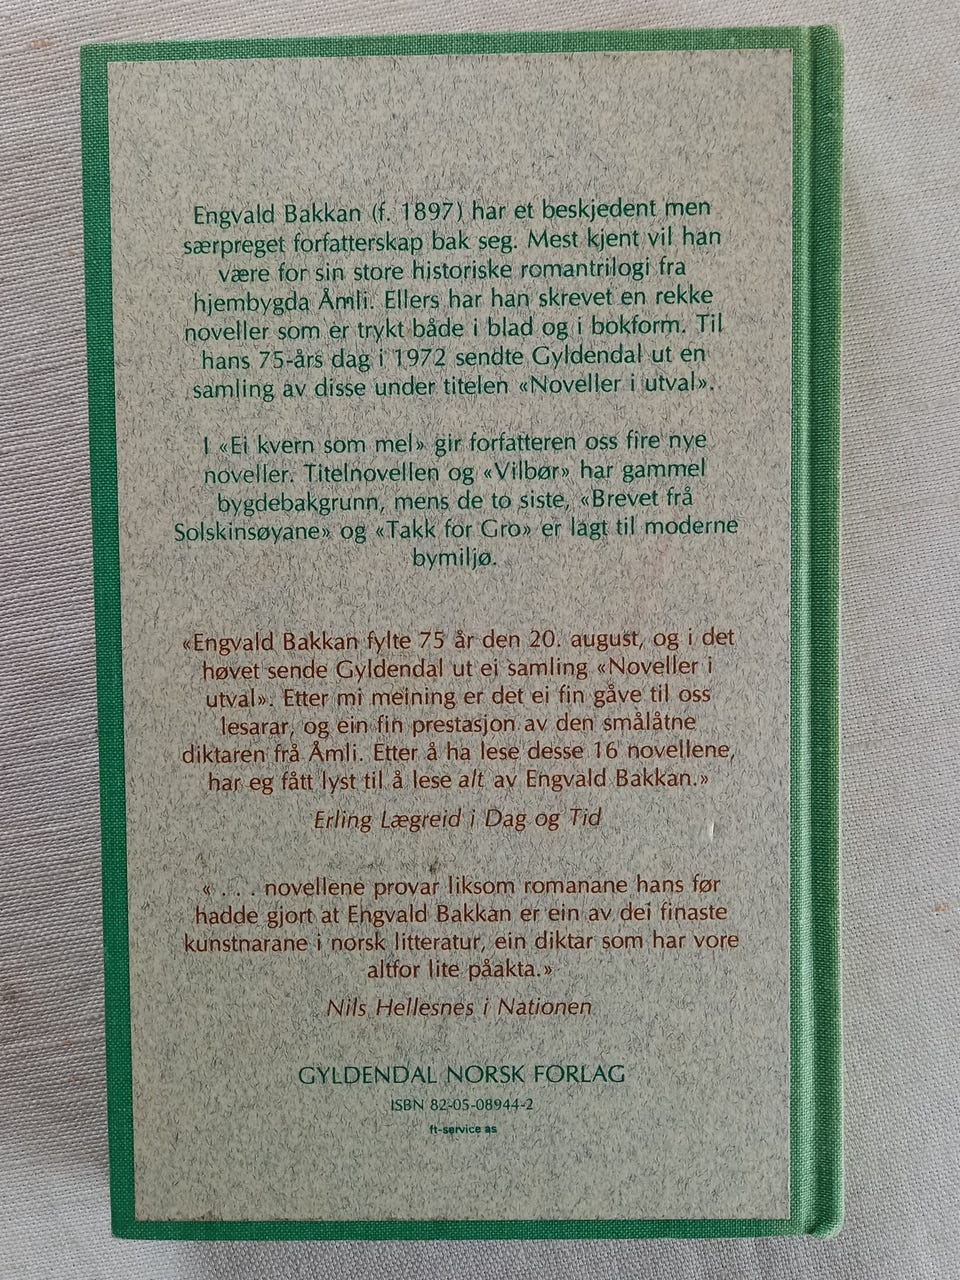 Engvald Bakkan (f. 1897) har et beskjedent men
særpreget forfatterskap bak seg. Mest kjent vil han
være for sin store historiske romantrilogi fra
hjembygda Åmli. Ellers har han skrevet en rekke
noveller som er trykt både i blad og i bokform. Til
hans 75-års dag i 1972 sendte Gyldendal ut en
samling av disse under titelen «Noveller i utval».
I «Ei kvern som mel» gir forfatteren oss fire nye
noveller. Titelnovellen og «Vilbør» har gammel
bygdebakgrunn, mens de to siste, «Brevet frå
Solskinsøyane» og «Takk for Gro» er lagt til moderne
bymiljø.
«Engvald Bakkan fylte 75 år den 20. august, og i det
høvet sende Gyldendal ut ei samling «Noveller i
utval». Etter mi meining er det ei fin gåve til oss
lesarar, og ein fin prestasjon av den smålåtne
diktaren frå Åmli. Etter å ha lese desse 16 novellene,
har eg fått lyst til å lese alt av Engvald Bakkan.»
Erling Lægreid i Dag og Tid
« . . . novellene provar liksom romanane hans før
hadde gjort at Engvald Bakkan er ein av dei finaste
kunstnarane i norsk litteratur, ein diktar som har vore
altfor lite påakta.»
Nils Hellesnes i Nationen
GYLDENDAL NORSK FORLAG
ISBN 82-05-08944-2
ft-service as